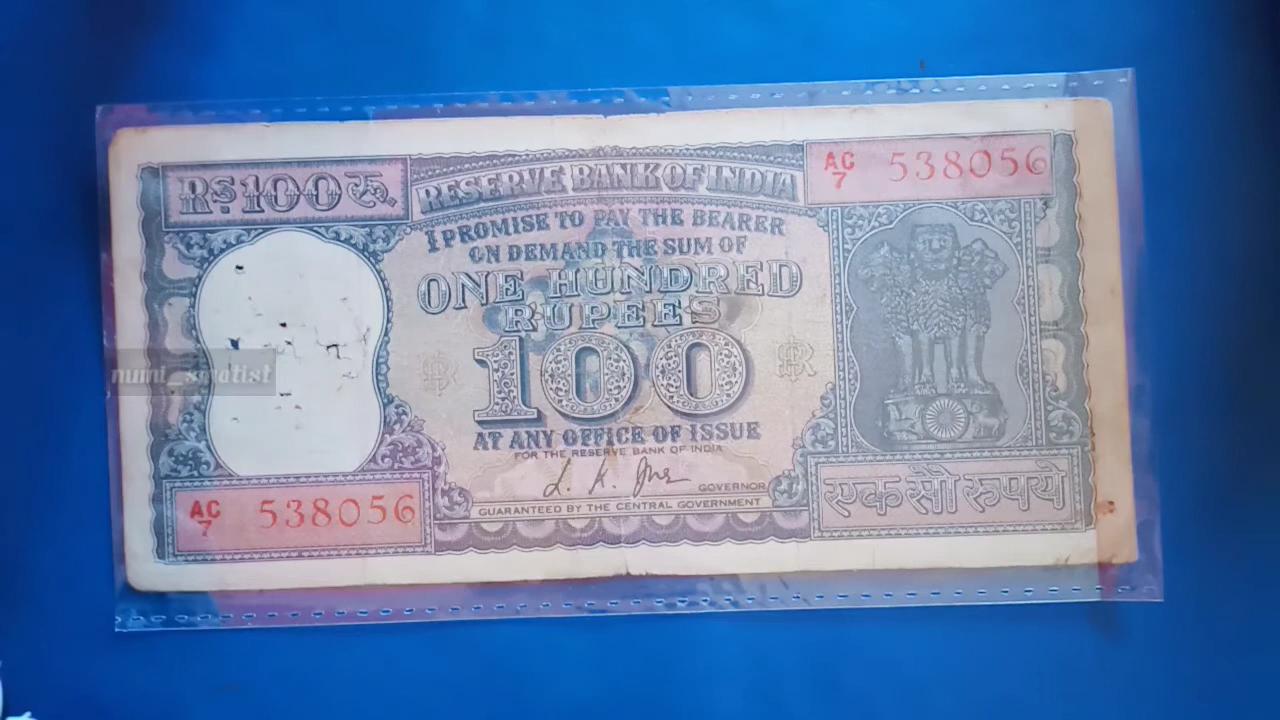 RS 100 रु.
RESERVE BANK OF INDIA
AC
7 538056
I PROMISE TO PAY THE BEARER
ON DEMAND THE SUM OF
ONE HUNDRED
RUPEES
100
AT ANY OFFICE OF ISSUE
FOR THE RESERVE BANK OF INDIA
GOVERNOR
GUARANTEED BY THE CENTRAL GOVERNMENT
AC
7 538056
एक सौ रुपये